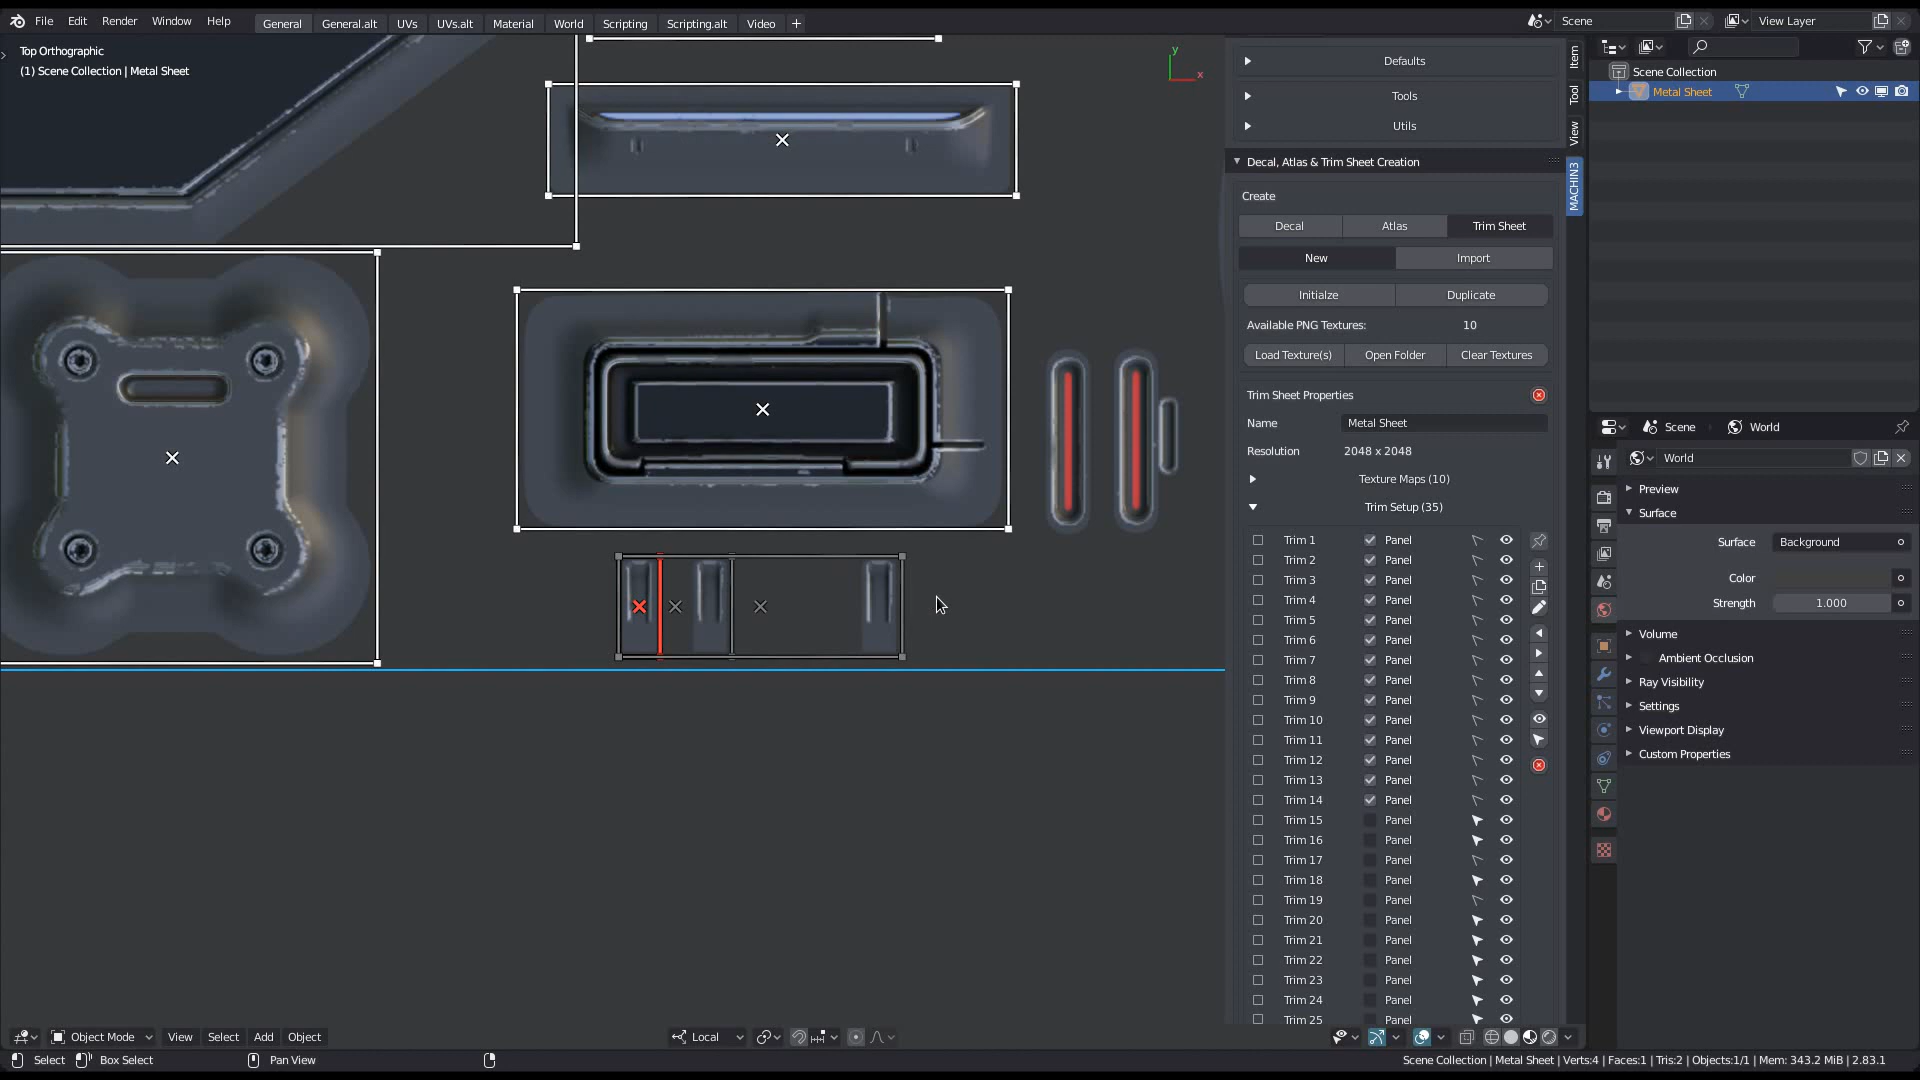 File Edit Render Window Help General General.alt UVs UVs.alt Material World Scripting Scripting.alt Video + Scene View Layer
Top Orthographic
(1) Scene Collection | Metal Sheet
y
x
Defaults
Tools
Utils
Decal, Atlas & Trim Sheet Creation
Create
Decal Atlas Trim Sheet
New Import
Initialze Duplicate
Available PNG Textures: 10
Load Texture(s) Open Folder Clear Textures
Trim Sheet Properties
Name Metal Sheet
Resolution 2048 x 2048
Texture Maps (10)
Trim Setup (35)
Trim 1 Panel
Trim 2 Panel
Trim 3 Panel
Trim 4 Panel
Trim 5 Panel
Trim 6 Panel
Trim 7 Panel
Trim 8 Panel
Trim 9 Panel
Trim 10 Panel
Trim 11 Panel
Trim 12 Panel
Trim 13 Panel
Trim 14 Panel
Trim 15 Panel
Trim 16 Panel
Trim 17 Panel
Trim 18 Panel
Trim 19 Panel
Trim 20 Panel
Trim 21 Panel
Trim 22 Panel
Trim 23 Panel
Trim 24 Panel
Trim 25 Panel
Item
Tool
View
MACHIN3
Scene Collection
Metal Sheet
Scene World
World
Preview
Surface
Surface Background
Color
Strength 1.000
Volume
Ambient Occlusion
Ray Visibility
Settings
Viewport Display
Custom Properties
Object Mode View Select Add Object Local
Select Box Select Pan View
Scene Collection | Metal Sheet | Verts:4 | Faces:1 | Tris:2 | Objects:1/1 | Mem: 343.2 MiB | 2.83.1